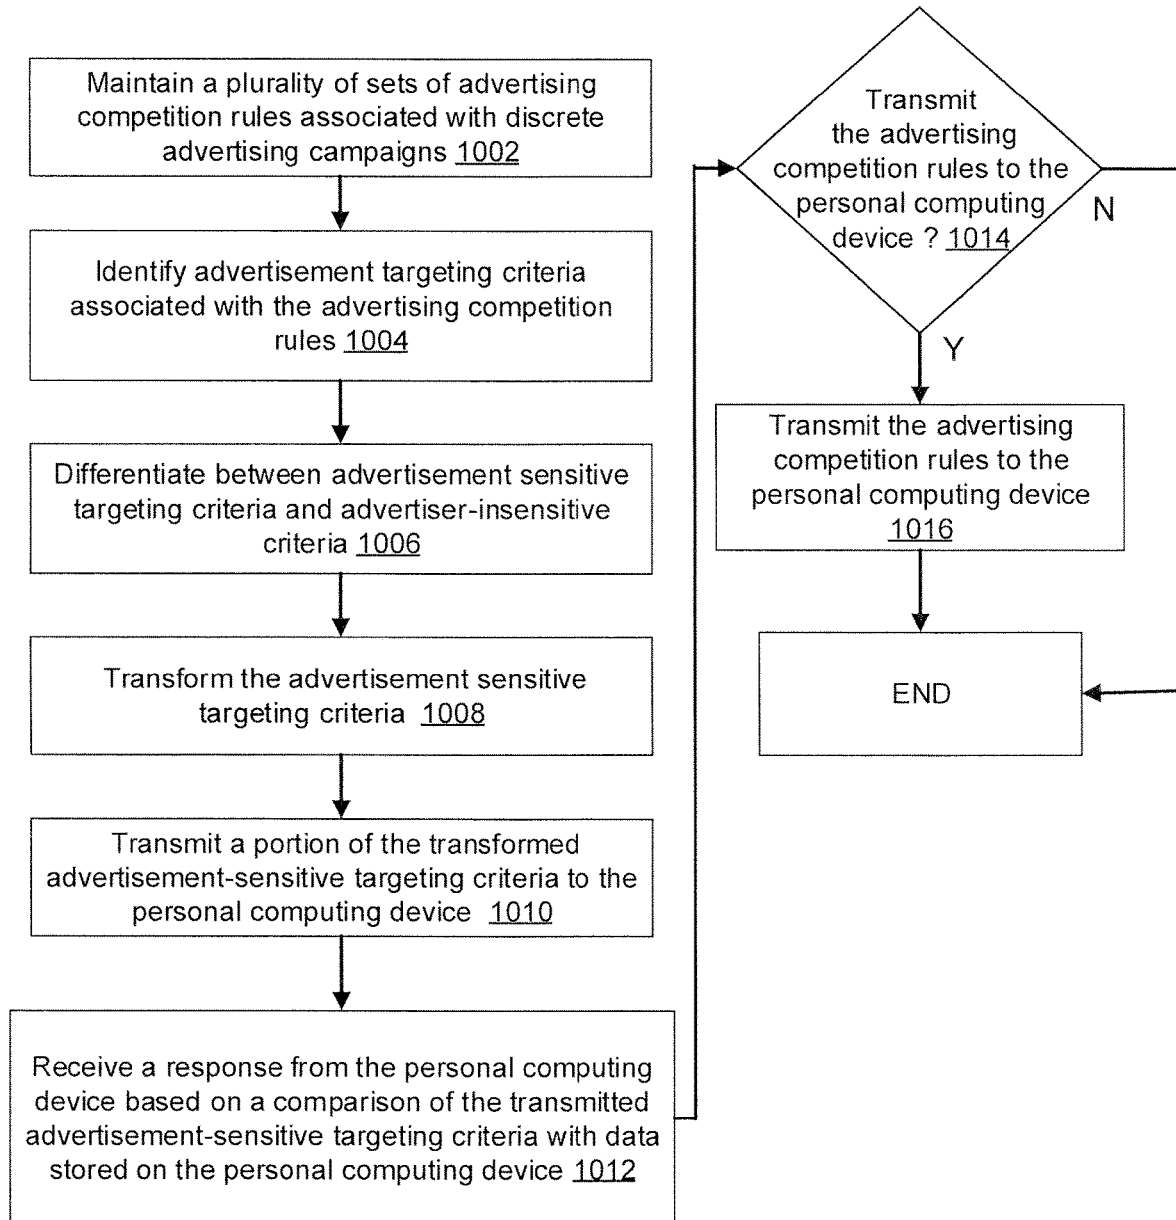 Maintain a plurality of sets of advertising
competition rules associated with discrete
advertising campaigns 1002
Identify advertisement targeting criteria
associated with the advertising competition
rules 1004
Differentiate between advertisement sensitive
targeting criteria and advertiser-insensitive
criteria 1006
Transform the advertisement sensitive
targeting criteria 1008
Transmit a portion of the transformed
advertisement-sensitive targeting criteria to the
personal computing device 1010
Receive a response from the personal computing
device based on a comparison of the transmitted
advertisement-sensitive targeting criteria with data
stored on the personal computing device 1012
Transmit
the advertising
competition rules to the
personal computing
device ? 1014
N
Y
Transmit the advertising
competition rules to the
personal computing device
1016
END